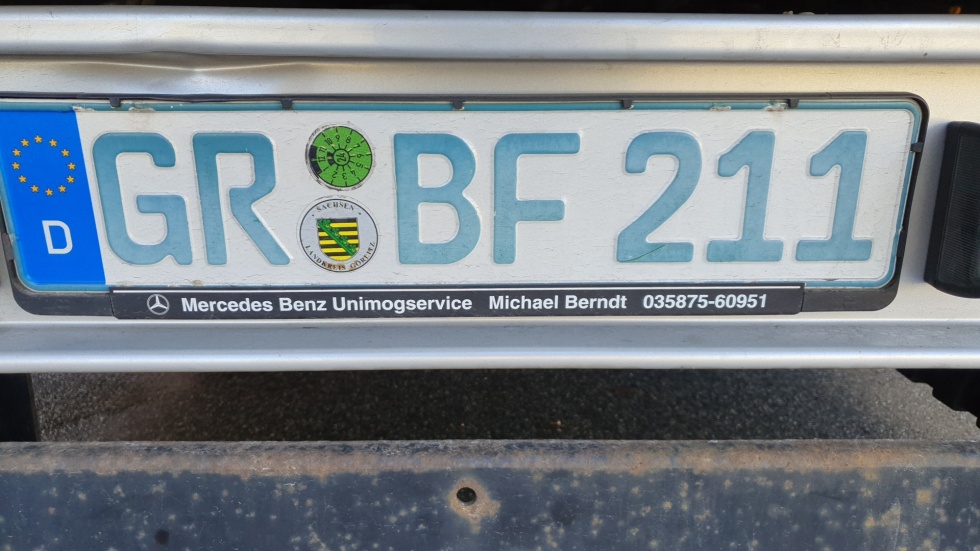 D
GR BF 211
SACHSEN
LANDKREIS GÖRLITZ
Mercedes Benz Unimogservice Michael Berndt 035875-60951